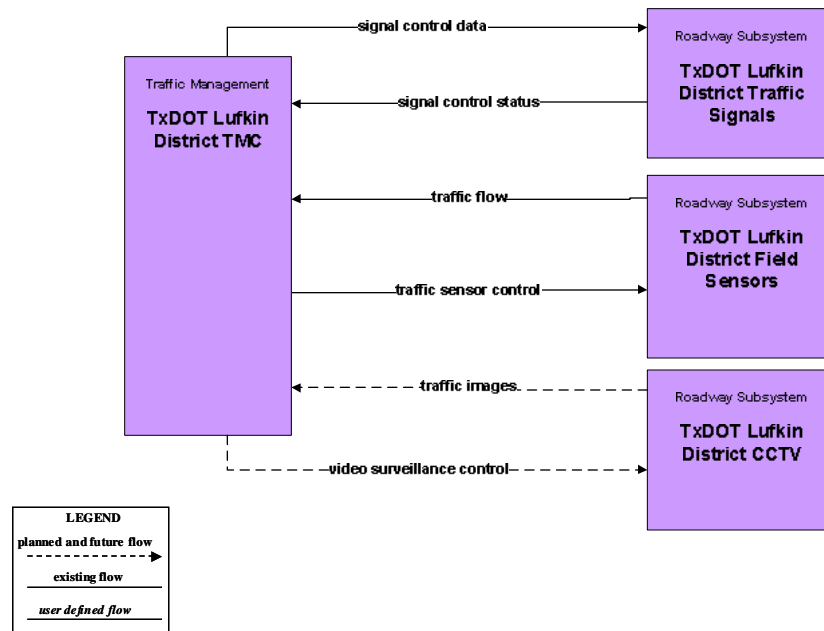 signal control data
Roadway Subsystem
TxDOT Lufkin
District Traffic
Signals
Traffic Management
TxDOT Lufkin
District TMC
signal control status
traffic flow
Roadway Subsystem
TxDOT Lufkin
District Field
Sensors
traffic sensor control
traffic images
Roadway Subsystem
TxDOT Lufkin
District CCTV
video surveillance control
LEGEND
planned and future flow
existing flow
user defined flow